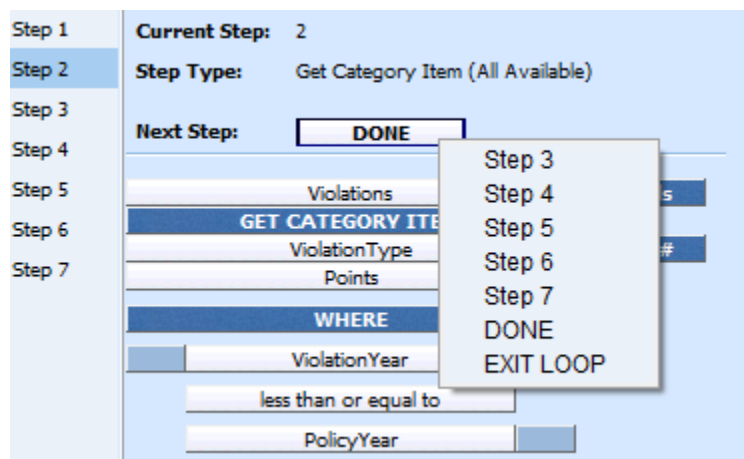 Step 1
Step 2
Step 3
Step 4
Step 5
Step 6
Step 7
Current Step: 2
Step Type: Get Category Item (All Available)
Next Step: DONE
Step 3
Step 4
Step 5
Step 6
Step 7
DONE
EXIT LOOP
Violations
GET CATEGORY
ViolationType #
Points
WHERE
ViolationYear
less than or equal to
PolicyYear